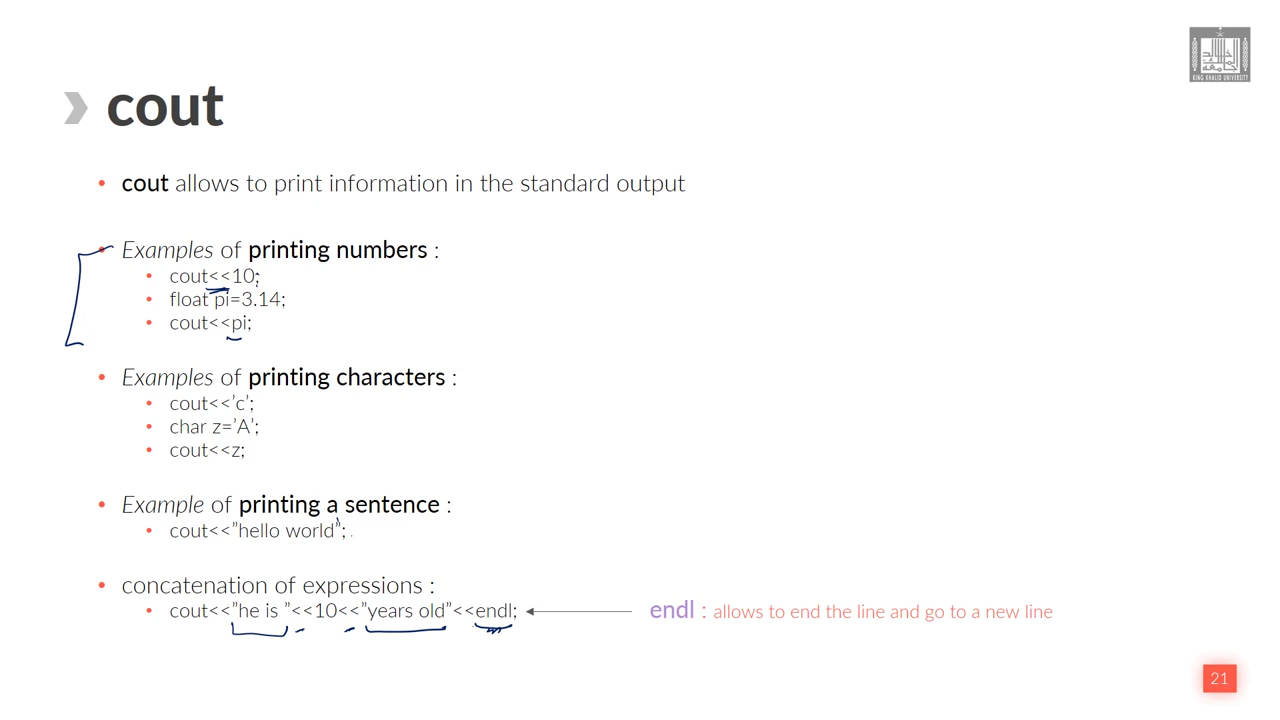 KING KHALID UNIVERSITY
cout
• cout allows to print information in the standard output
• Examples of printing numbers :
• cout<<10;
• float pi=3.14;
• cout<<pi;
• Examples of printing characters :
• cout<<’c’;
• char z=’A’;
• cout<<z;
• Example of printing a sentence :
• cout<<”hello world”;
• concatenation of expressions :
• cout<<”he is ”<<10<<”years old”<<endl;
endl : allows to end the line and go to a new line
21